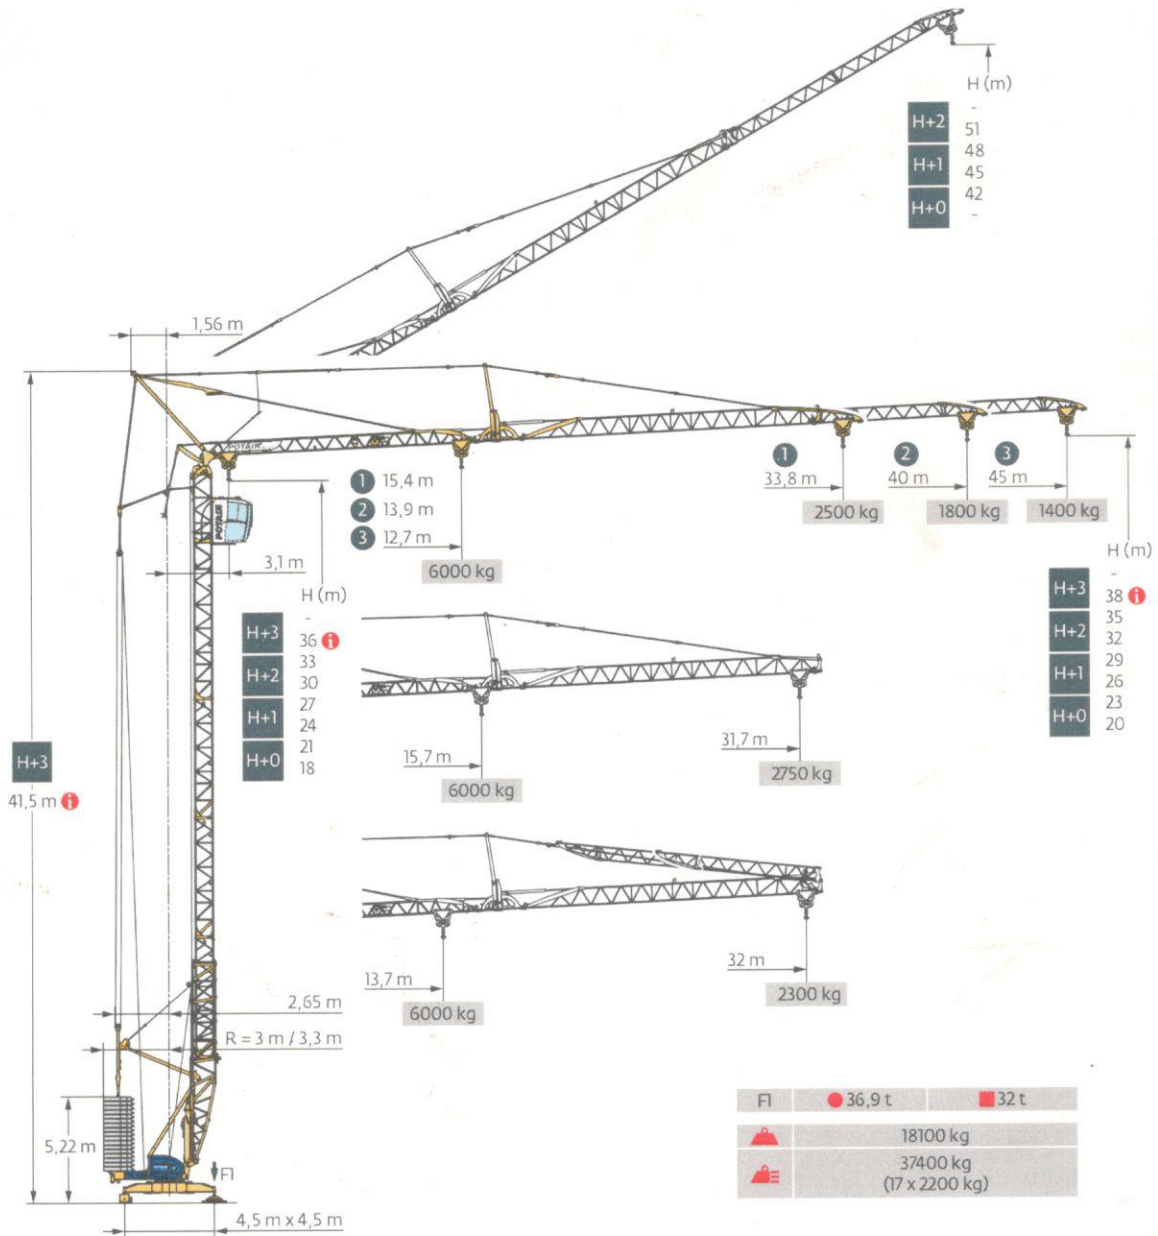 H (m)
-
H+2
51
48
H+1
45
42
H+0
-
1,56 m
POTAIN
1 15,4 m
2 13,9 m
3 12,7 m
6000 kg
1
33,8 m
2500 kg
2
40 m
1800 kg
3
45 m
1400 kg
POTAIN
3,1 m
H (m)
-
H+3
36 i
33
H+2
30
27
H+1
24
21
H+0
18
H (m)
-
H+3
38 i
35
H+2
32
29
H+1
26
23
H+0
20
H+3
41,5 m i
15,7 m
6000 kg
31,7 m
2750 kg
13,7 m
6000 kg
32 m
2300 kg
2,65 m
R = 3 m / 3,3 m
5,22 m
F1
4,5 m x 4,5 m
F1 36,9 t 32 t
18100 kg
37400 kg
(17 x 2200 kg)